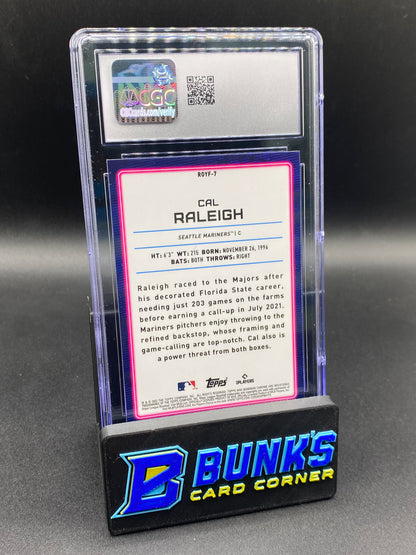 CGC
ROYF-7
CAL
RALEIGH
SEATTLE MARINERS™ | C
HT: 6'3" WT: 215 BORN: NOVEMBER 26, 1996
BATS: BOTH THROWS: RIGHT
Raleigh raced to the Majors after
his decorated Florida State career,
needing just 203 games on the farms
before earning a call-up in July 2021.
Mariners pitchers enjoy throwing to the
refined backstop, whose framing and
game-calling are top-notch. Cal also is
a power threat from both boxes.
Topps
PLAYERS
B BUNK'S
CARD CORNER